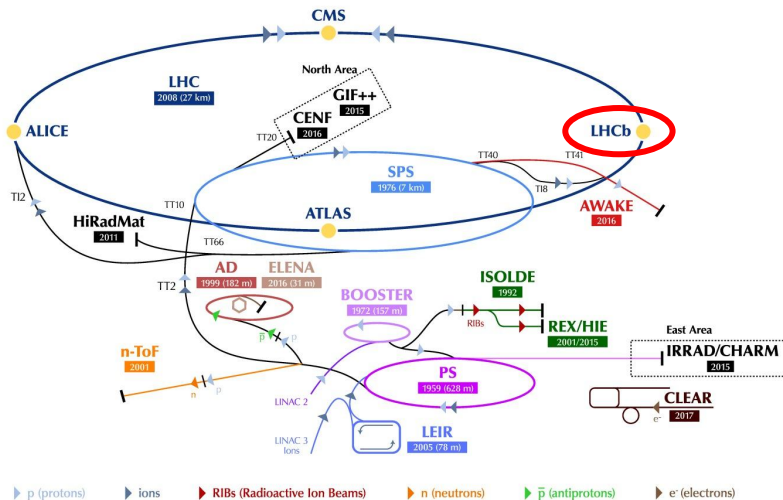 CMS
LHC
2008 (27 km)
North Area
GIF++
2015
CENF
2016
TT20
ALICE
LHCb
TT40
TT41
SPS
1976 (7 km)
TI2
TT10
TI8
HiRadMat
2011
ATLAS
AWAKE
2016
TT66
AD
1999 (182 m)
ELENA
2016 (31 m)
TT2
ISOLDE
1992
BOOSTER
1972 (157 m)
RIBs
REX/HIE
2001/2015
p̅
p
East Area
n-ToF
2001
IRRAD/CHARM
2015
PS
1959 (628 m)
n
p
LINAC 2
CLEAR
2017
e⁻
LINAC 3
Ions
LEIR
2005 (78 m)
p (protons)
ions
RIBs (Radioactive Ion Beams)
n (neutrons)
p̅ (antiprotons)
e⁻ (electrons)